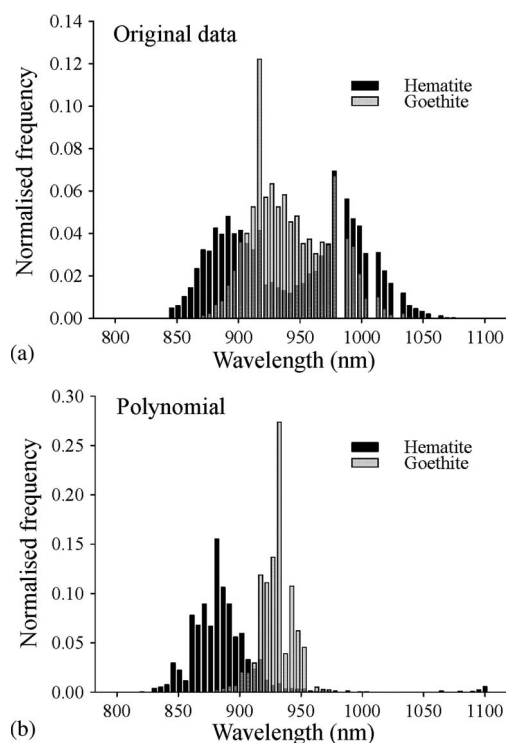 0.14
Original data
0.12
Hematite
Goethite
0.10
0.08
0.06
0.04
0.02
0.00
Normalised frequency
800 850 900 950 1000 1050 1100
(a) Wavelength (nm)
0.30
Polynomial
0.25
Hematite
Goethite
0.20
0.15
0.10
0.05
0.00
Normalised frequency
800 850 900 950 1000 1050 1100
(b) Wavelength (nm)